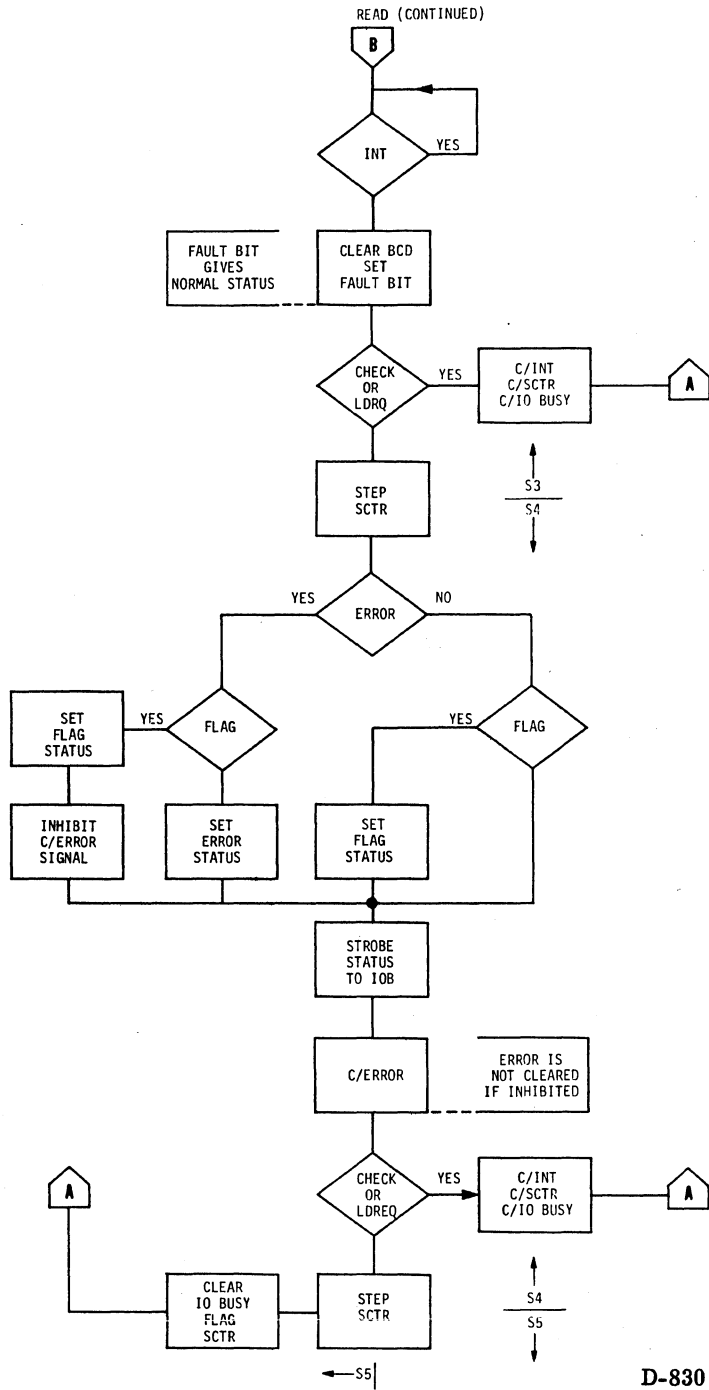 READ (CONTINUED)
B
INT
YES
FAULT BIT
GIVES
NORMAL STATUS
CLEAR BCD
SET
FAULT BIT
CHECK
OR
LDRQ
YES
C/INT
C/SCTR
C/IO BUSY
A
S3
S4
STEP
SCTR
YES
ERROR
NO
SET
FLAG
STATUS
YES
FLAG
YES
FLAG
INHIBIT
C/ERROR
SIGNAL
SET
ERROR
STATUS
SET
FLAG
STATUS
STROBE
STATUS
TO IOB
C/ERROR
ERROR IS
NOT CLEARED
IF INHIBITED
A
CHECK
OR
LDREQ
YES
C/INT
C/SCTR
C/IO BUSY
A
CLEAR
IO BUSY
FLAG
SCTR
STEP
SCTR
S4
S5
S5
D-830